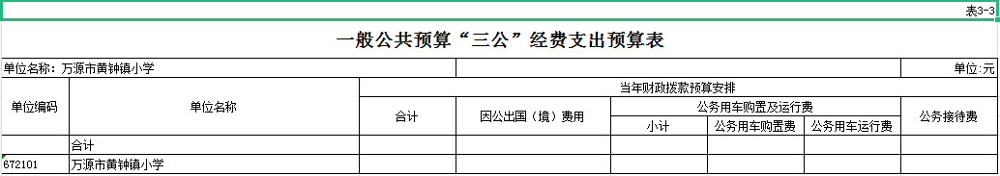 表3-3
一般公共预算“三公”经费支出预算表
单位名称：万源市黄钟镇小学 单位:元
单位编码 单位名称 当年财政拨款预算安排
合计 因公出国（境）费用 公务用车购置及运行费 公务接待费
小计 公务用车购置费 公务用车运行费
合计
672101 万源市黄钟镇小学